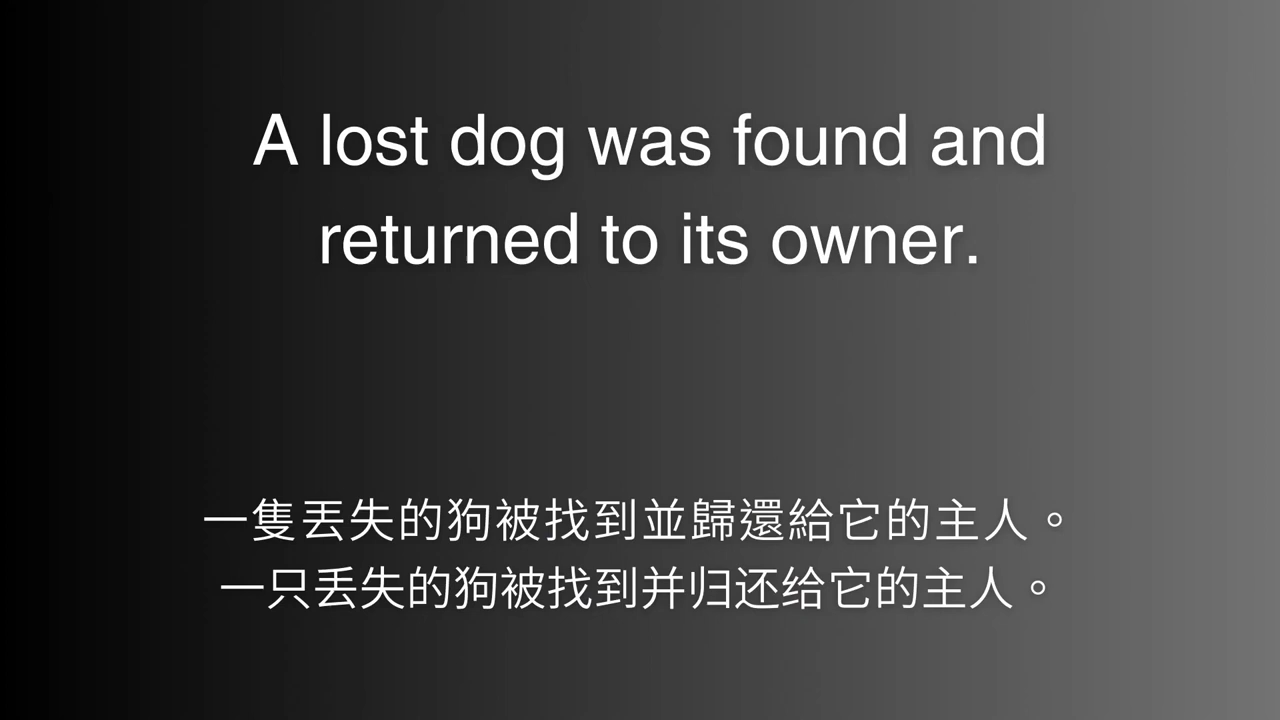 A lost dog was found and
returned to its owner.
一隻丟失的狗被找到並歸還給它的主人。
一只丢失的狗被找到并归还给它的主人。